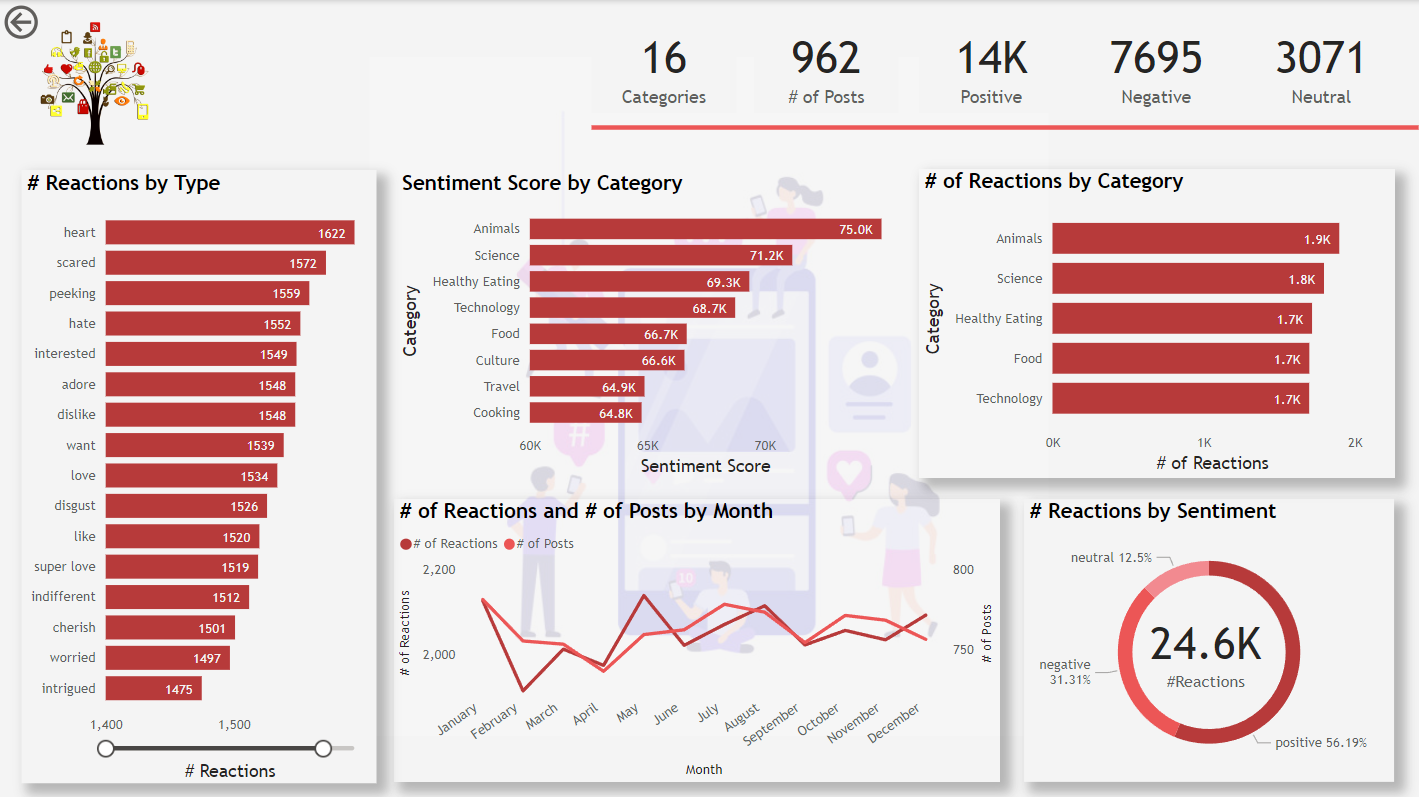 16
Categories
962
# of Posts
14K
Positive
7695
Negative
3071
Neutral
# Reactions by Type
heart 1622
scared 1572
peeking 1559
hate 1552
interested 1549
adore 1548
dislike 1548
want 1539
love 1534
disgust 1526
like 1520
super love 1519
indifferent 1512
cherish 1501
worried 1497
intrigued 1475
1,400 1,500
# Reactions
Sentiment Score by Category
Category
Animals 75.0K
Science 71.2K
Healthy Eating 69.3K
Technology 68.7K
Food 66.7K
Culture 66.6K
Travel 64.9K
Cooking 64.8K
60K 65K 70K
Sentiment Score
# of Reactions by Category
Category
Animals 1.9K
Science 1.8K
Healthy Eating 1.7K
Food 1.7K
Technology 1.7K
0K 1K 2K
# of Reactions
# of Reactions and # of Posts by Month
# of Reactions # of Posts
2,200 800
# of Reactions
# of Posts
2,000 750
10
#
January February March April May June July August September October November December
Month
# Reactions by Sentiment
neutral 12.5%
negative
31.31%
24.6K
#Reactions
positive 56.19%